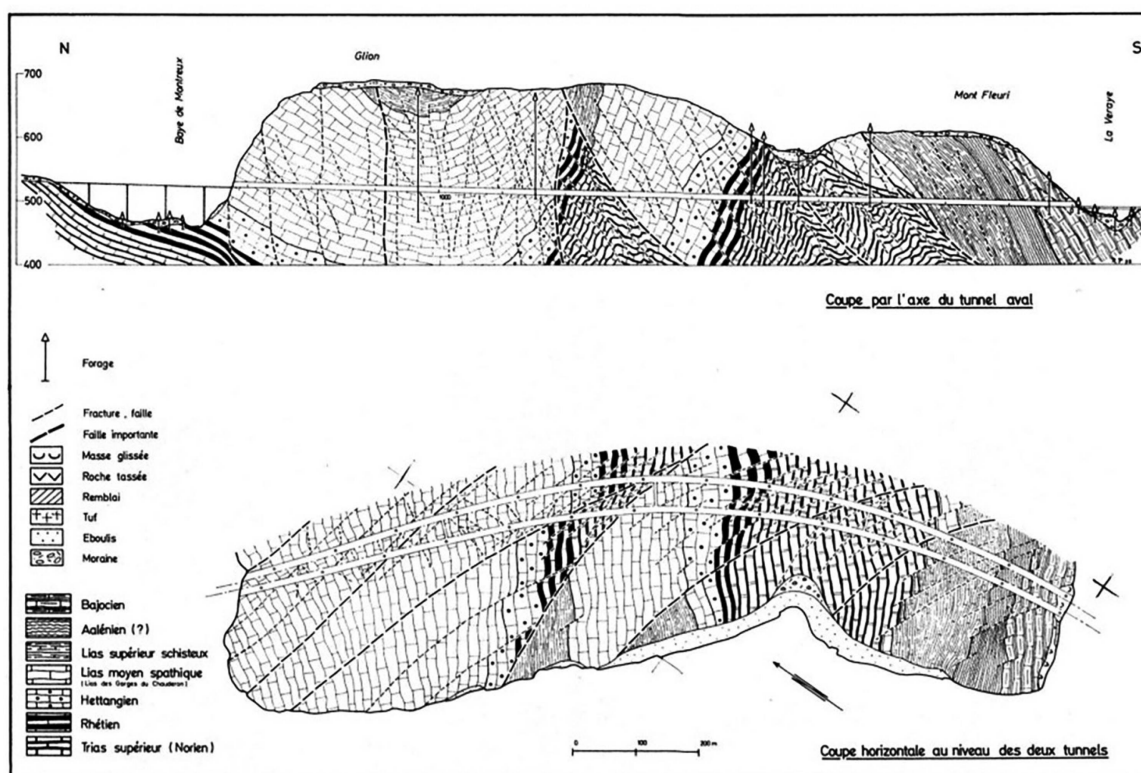 N
S
Glion
Baye de Montreux
Mont Fleuri
La Veraye
700
600
500
400
Coupe par l'axe du tunnel aval
Forage
Fracture, faille
Faille importante
Masse glissée
Roche tassée
Remblai
Tuf
Eboulis
Moraine
Bajocien
Aalénien (?)
Lias supérieur schisteux
Lias moyen spathique
(Lias des Gorges du Chauderon)
Hettangien
Rhétien
Trias supérieur (Norien)
0 100 200 m
Coupe horizontale au niveau des deux tunnels